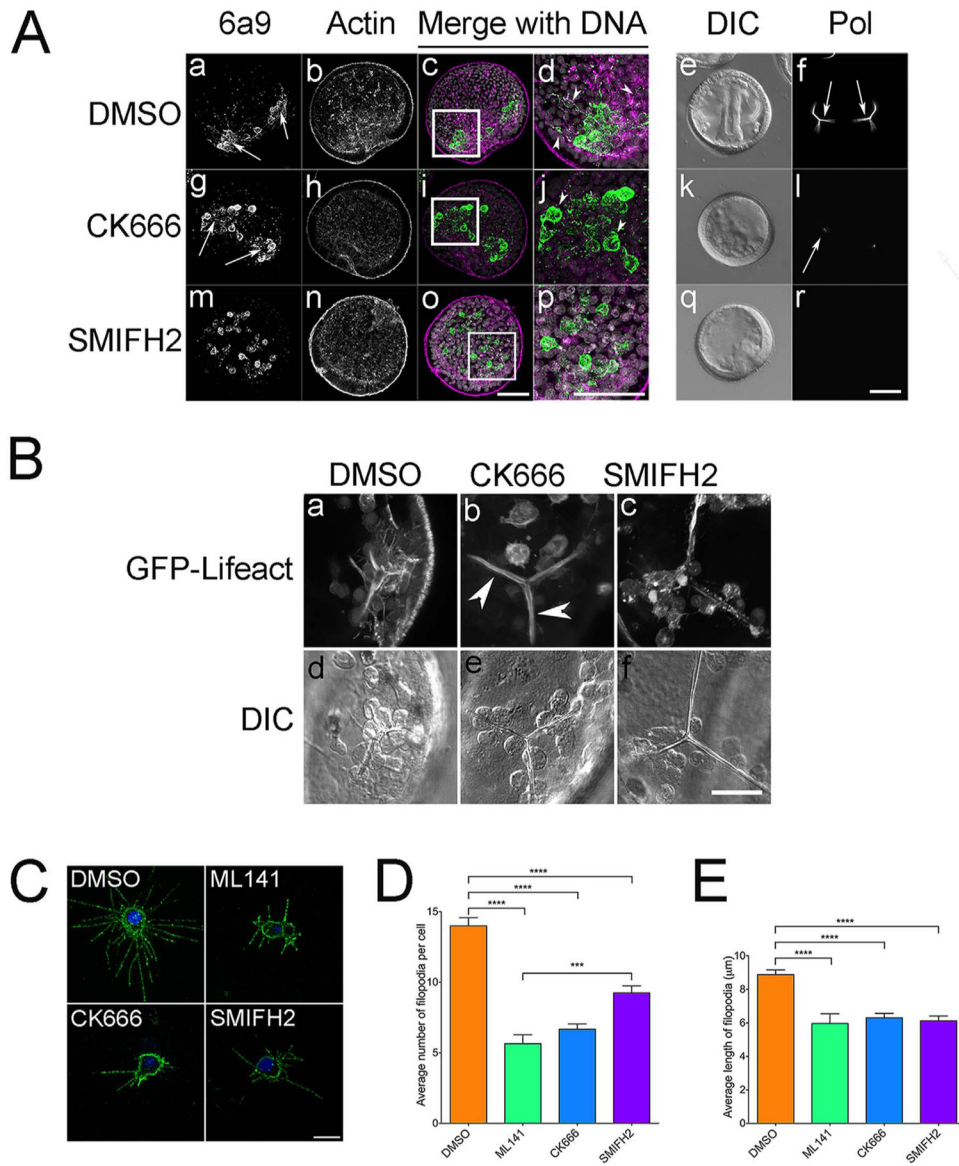 A
6a9 Actin Merge with DNA DIC Pol
DMSO
a b c d e f
CK666
g h i j k l
SMIFH2
m n o p q r
B
DMSO CK666 SMIFH2
GFP-Lifeact
a b c
DIC
d e f
C
DMSO ML141
CK666 SMIFH2
D
****
****
****
***
Average number of filopodia per cell
15
10
5
0
DMSO ML141 CK666 SMIFH2
E
****
****
****
Average length of filopodia (μm)
10
8
6
4
2
0
DMSO ML141 CK666 SMIFH2